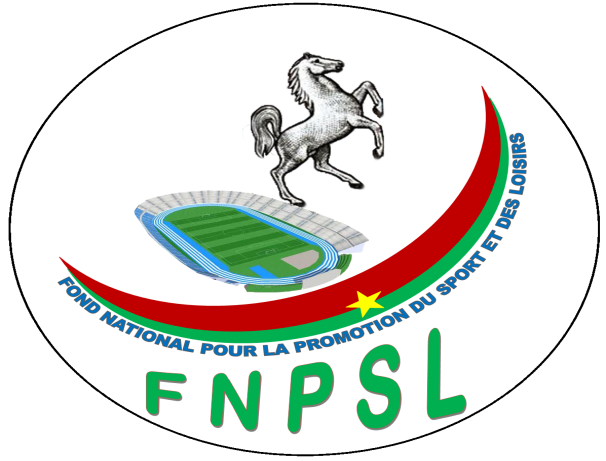 FOND NATIONAL POUR LA PROMOTION DU SPORT ET DES LOISIRS
FNPSL